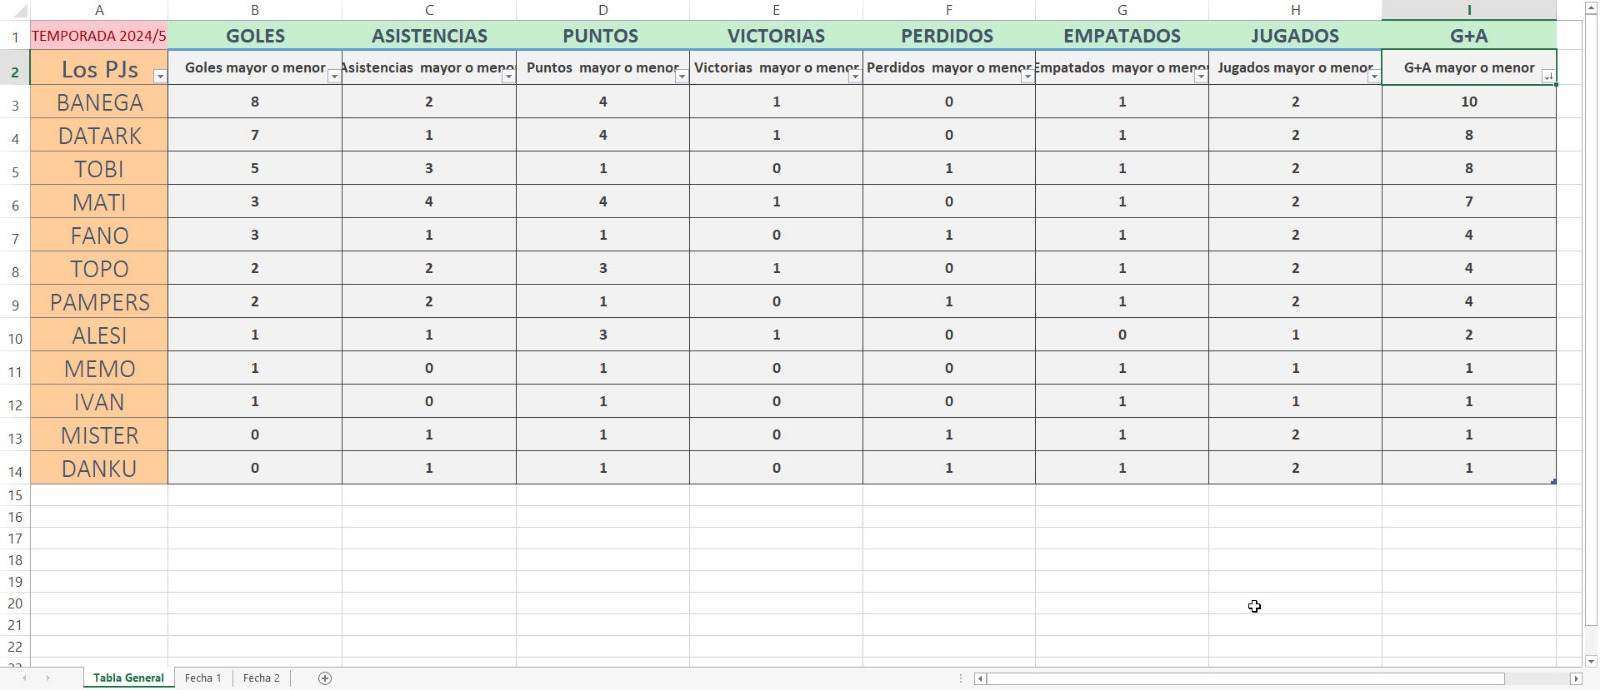 A B C D E F G H I
1 TEMPORADA 2024/5 GOLES ASISTENCIAS PUNTOS VICTORIAS PERDIDOS EMPATADOS JUGADOS G+A
2 Los PJs Goles mayor o menor Asistencias mayor o menor Puntos mayor o menor Victorias mayor o menor Perdidos mayor o menor Empatados mayor o menor Jugados mayor o menor G+A mayor o menor
3 BANEGA 8 2 4 1 0 1 2 10
4 DATARK 7 1 4 1 0 1 2 8
5 TOBI 5 3 1 0 1 1 2 8
6 MATI 3 4 4 1 0 1 2 7
7 FANO 3 1 1 0 1 1 2 4
8 TOPO 2 2 3 1 0 1 2 4
9 PAMPERS 2 2 1 0 1 1 2 4
10 ALESI 1 1 3 1 0 0 1 2
11 MEMO 1 0 1 0 0 1 1 1
12 IVAN 1 0 1 0 0 1 1 1
13 MISTER 0 1 1 0 1 1 2 1
14 DANKU 0 1 1 0 1 1 2 1
15
16
17
18
19
20
21
22
23
Tabla General Fecha 1 Fecha 2